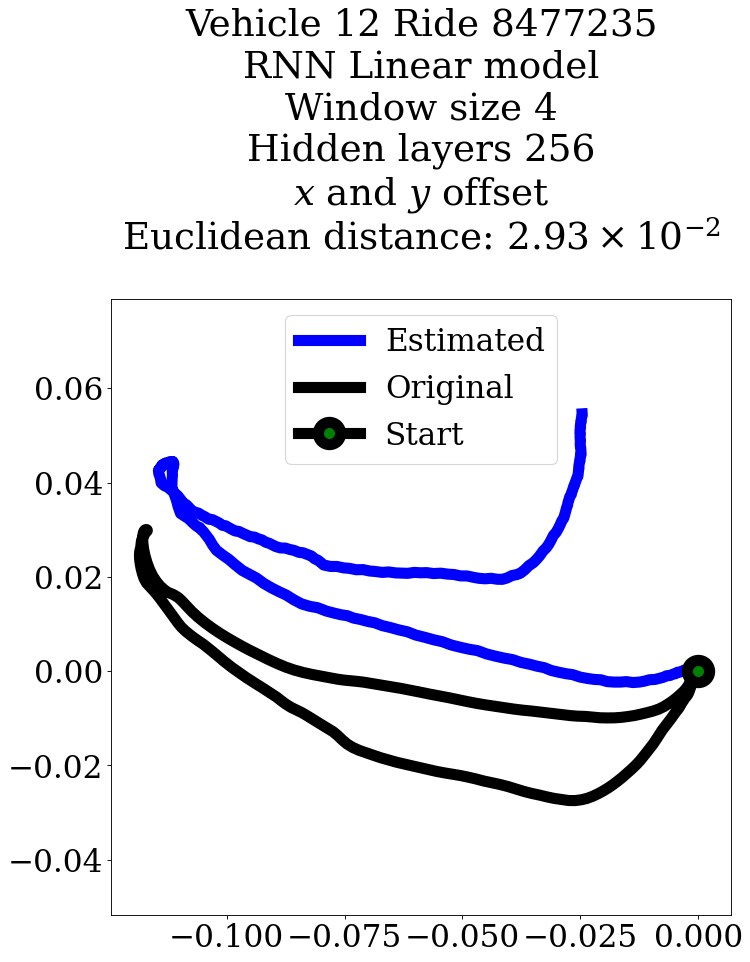 Vehicle 12 Ride 8477235
RNN Linear model
Window size 4
Hidden layers 256
x and y offset
Euclidean distance: 2.93 × 10⁻²
Estimated
Original
Start
0.06
0.04
0.02
0.00
−0.02
−0.04
−0.100 −0.075 −0.050 −0.025 0.000